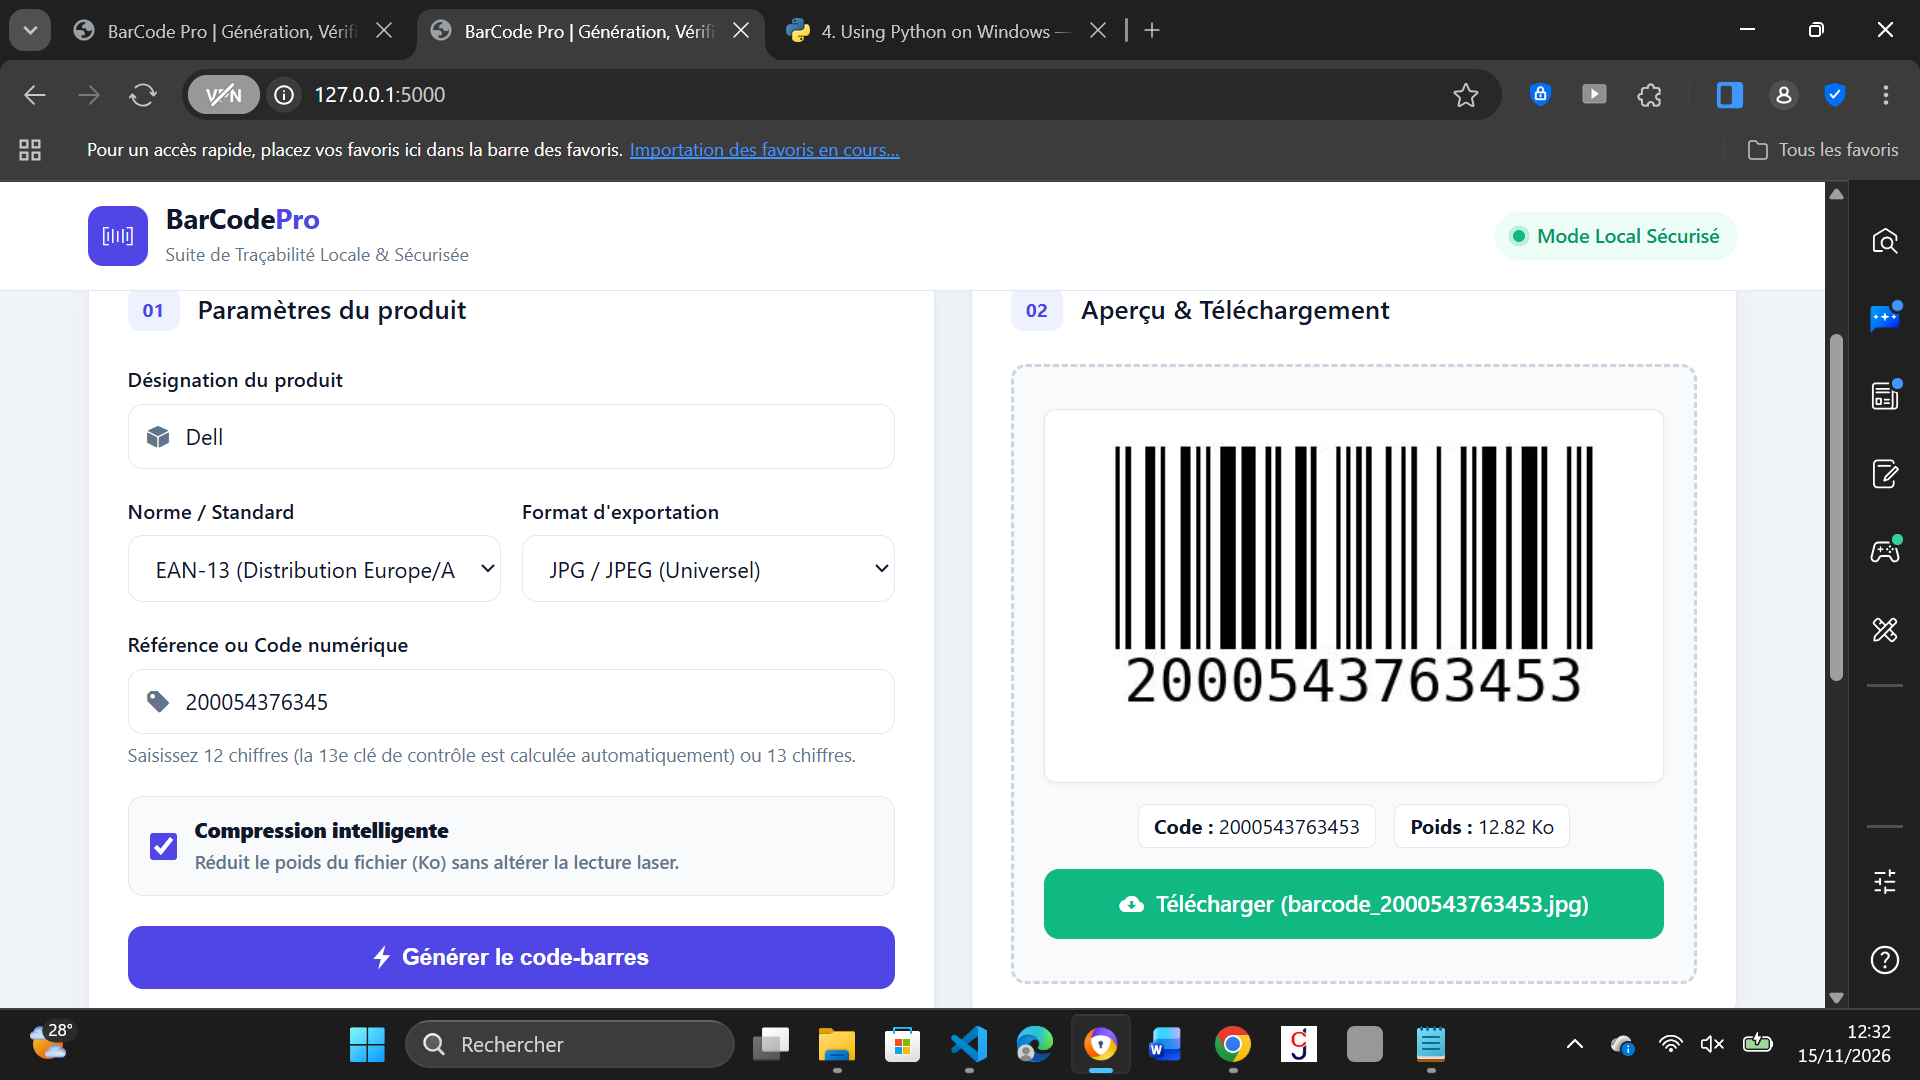 BarCode Pro | Génération, Vérifi
BarCode Pro | Génération, Vérifi
4. Using Python on Windows —
VPN
127.0.0.1:5000
Pour un accès rapide, placez vos favoris ici dans la barre des favoris. Importation des favoris en cours...
Tous les favoris
BarCodePro
Suite de Traçabilité Locale & Sécurisée
Mode Local Sécurisé
01 Paramètres du produit
Désignation du produit
Dell
Norme / Standard
Format d'exportation
EAN-13 (Distribution Europe/A
JPG / JPEG (Universel)
Référence ou Code numérique
200054376345
Saisissez 12 chiffres (la 13e clé de contrôle est calculée automatiquement) ou 13 chiffres.
Compression intelligente
Réduit le poids du fichier (Ko) sans altérer la lecture laser.
Générer le code-barres
02 Aperçu & Téléchargement
2000543763453
Code : 2000543763453
Poids : 12.82 Ko
Télécharger (barcode_2000543763453.jpg)
28°
Rechercher
12:32
15/11/2026